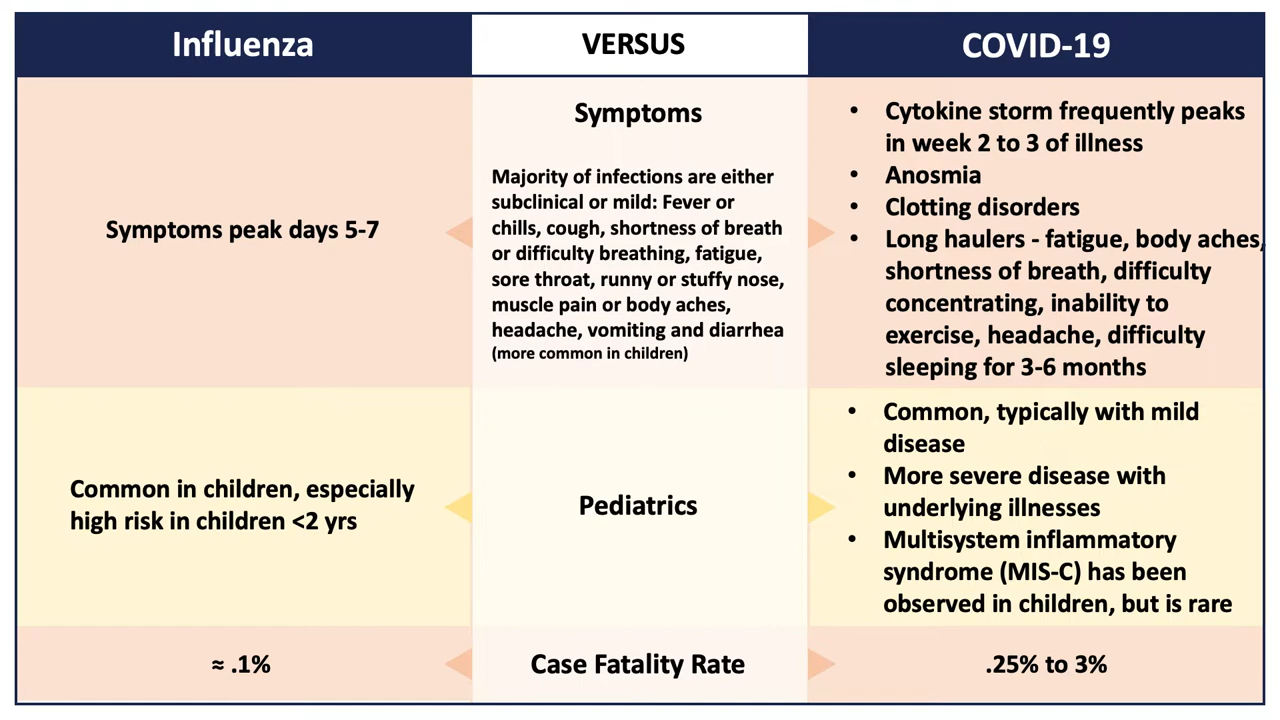 Influenza
VERSUS
COVID-19
Symptoms peak days 5-7
Symptoms
Majority of infections are either
subclinical or mild: Fever or
chills, cough, shortness of breath
or difficulty breathing, fatigue,
sore throat, runny or stuffy nose,
muscle pain or body aches,
headache, vomiting and diarrhea
(more common in children)
• Cytokine storm frequently peaks
in week 2 to 3 of illness
• Anosmia
• Clotting disorders
• Long haulers - fatigue, body aches,
shortness of breath, difficulty
concentrating, inability to
exercise, headache, difficulty
sleeping for 3-6 months
Common in children, especially
high risk in children <2 yrs
Pediatrics
• Common, typically with mild
disease
• More severe disease with
underlying illnesses
• Multisystem inflammatory
syndrome (MIS-C) has been
observed in children, but is rare
≈ .1%
Case Fatality Rate
.25% to 3%